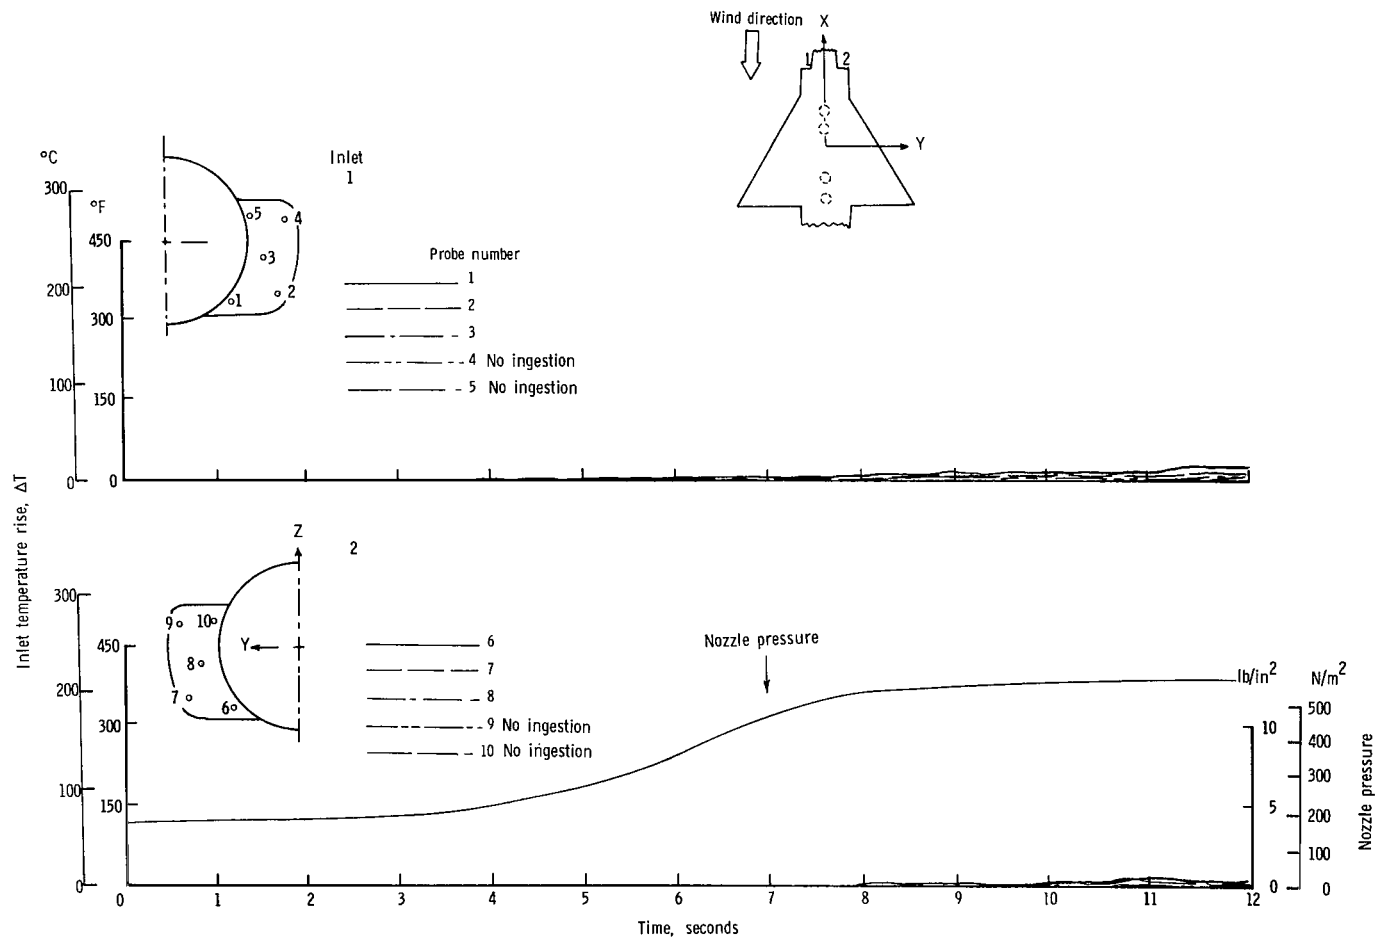 Wind direction
X
1
2
Y
°C
300
200
100
0
°F
450
300
150
0
Inlet
1
5
4
3
2
1
Probe number
1
2
3
4 No ingestion
5 No ingestion
Inlet temperature rise, ΔT
Z
2
300
200
100
0
450
300
150
9
10
Y
8
7
6
6
7
8
9 No ingestion
10 No ingestion
Nozzle pressure
lb/in²
10
5
0
N/m²
500
400
300
200
100
0
Nozzle pressure
0 1 2 3 4 5 6 7 8 9 10 11 12
Time, seconds